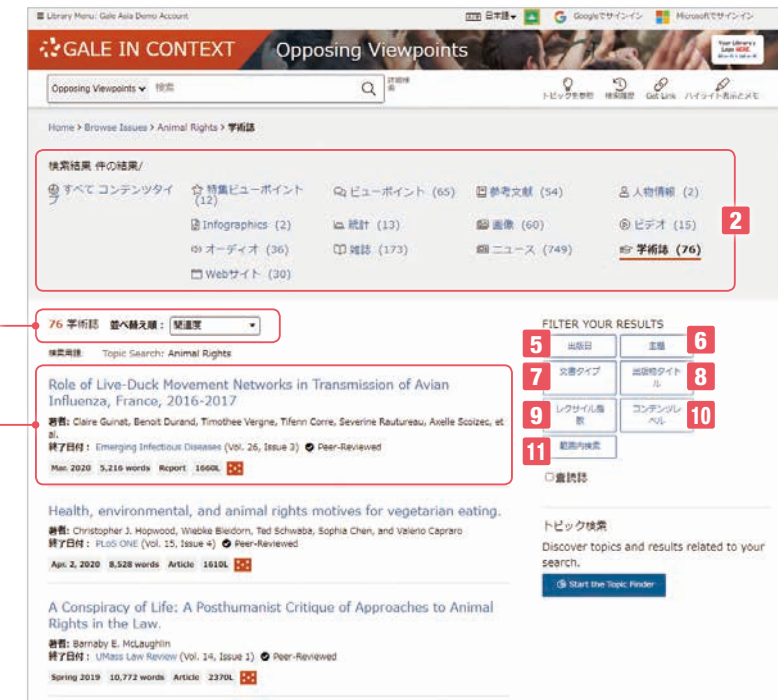 Library Menu: Gale Asia Demo Account
日本語
Googleでサインイン
Microsoftでサインイン
GALE IN CONTEXT
Opposing Viewpoints
Your Library's
Logo HERE.
Opposing Viewpoints
検索
詳細検
索
トピックを参照
検索履歴
Get Link
ハイライト表示とメモ
Home > Browse Issues > Animal Rights > 学術誌
検索結果 件の結果/
すべて コンテンツタイ
プ
特集ビューポイント
(12)
ビューポイント (65)
参考文献 (54)
人物情報 (2)
Infographics (2)
統計 (13)
画像 (60)
ビデオ (15)
2
オーディオ (36)
雑誌 (173)
ニュース (749)
学術誌 (76)
Webサイト (30)
76 学術誌 並べ替え順: 関連度
検索用語: Topic Search: Animal Rights
Role of Live-Duck Movement Networks in Transmission of Avian
Influenza, France, 2016-2017
著者: Claire Guinat, Benoit Durand, Timothee Vergne, Tifenn Corre, Severine Rautureau, Axelle Scoizec, et
al.
終了日付: Emerging Infectious Diseases (Vol. 26, Issue 3) Peer-Reviewed
Mar. 2020 5,216 words Report 1660L
Health, environmental, and animal rights motives for vegetarian eating.
著者: Christopher J. Hopwood, Wiebke Bleidorn, Ted Schwaba, Sophia Chen, and Valerio Capraro
終了日付: PLoS ONE (Vol. 15, Issue 4) Peer-Reviewed
Apr. 2, 2020 8,528 words Article 1610L
A Conspiracy of Life: A Posthumanist Critique of Approaches to Animal
Rights in the Law.
著者: Barnaby E. McLaughlin
終了日付: UMass Law Review (Vol. 14, Issue 1) Peer-Reviewed
Spring 2019 10,772 words Article 2370L
FILTER YOUR RESULTS
5 出版日 主題 6
7 文書タイプ 出版物タイト
ル 8
9 レクサイル指
数 コンテンツレ
ベル 10
11 範囲内検索
査読誌
トピック検索
Discover topics and results related to your
search.
Start the Topic Finder